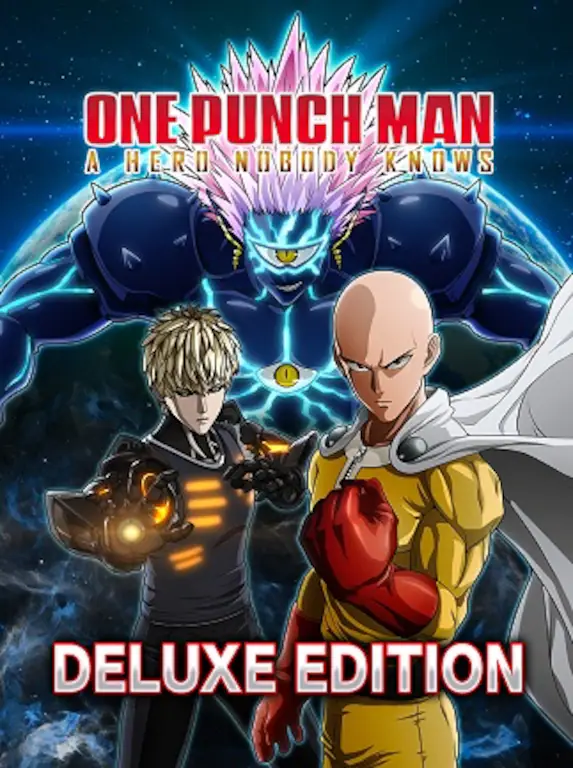 ONE PUNCH MAN
A HERO NOBODY KNOWS
DELUXE EDITION